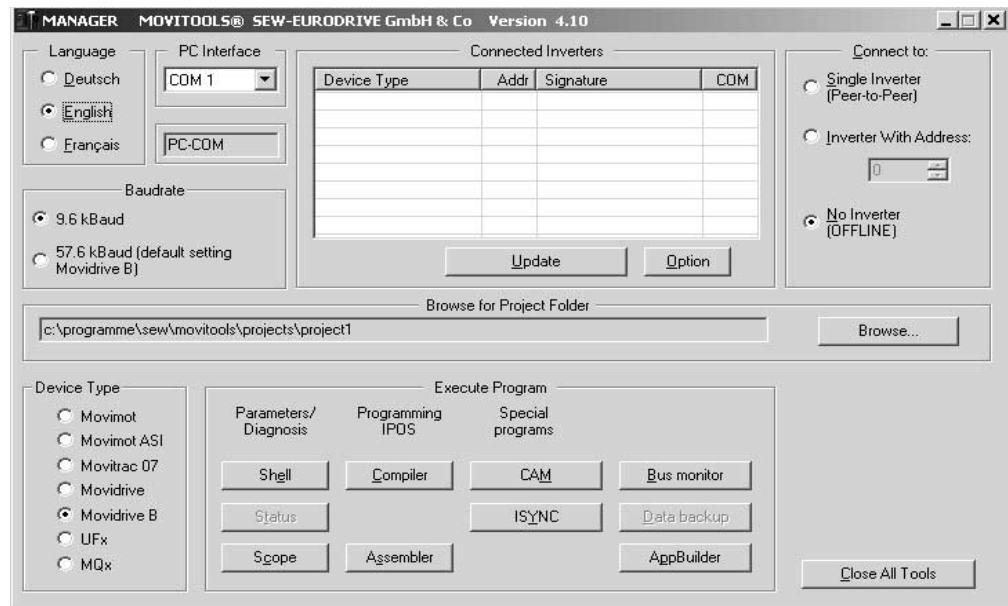 MANAGER MOVITOOLS® SEW-EURODRIVE GmbH & Co Version 4.10
Language
Deutsch
English
Français
PC Interface
COM 1
PC-COM
Baudrate
9.6 kBaud
57.6 kBaud (default setting
Movidrive B)
Connected Inverters
Device Type Addr Signature COM
Update Option
Connect to:
Single Inverter
(Peer-to-Peer)
Inverter With Address:
0
No Inverter
(OFFLINE)
Browse for Project Folder
c:\programme\sew\movitools\projects\project1
Browse...
Device Type
Movimot
Movimot ASI
Movitrac 07
Movidrive
Movidrive B
UFx
MQx
Execute Program
Parameters/
Diagnosis
Programming
IPOS
Special
programs
Shell Compiler CAM Bus monitor
Status ISYNC Data backup
Scope Assembler AppBuilder
Close All Tools